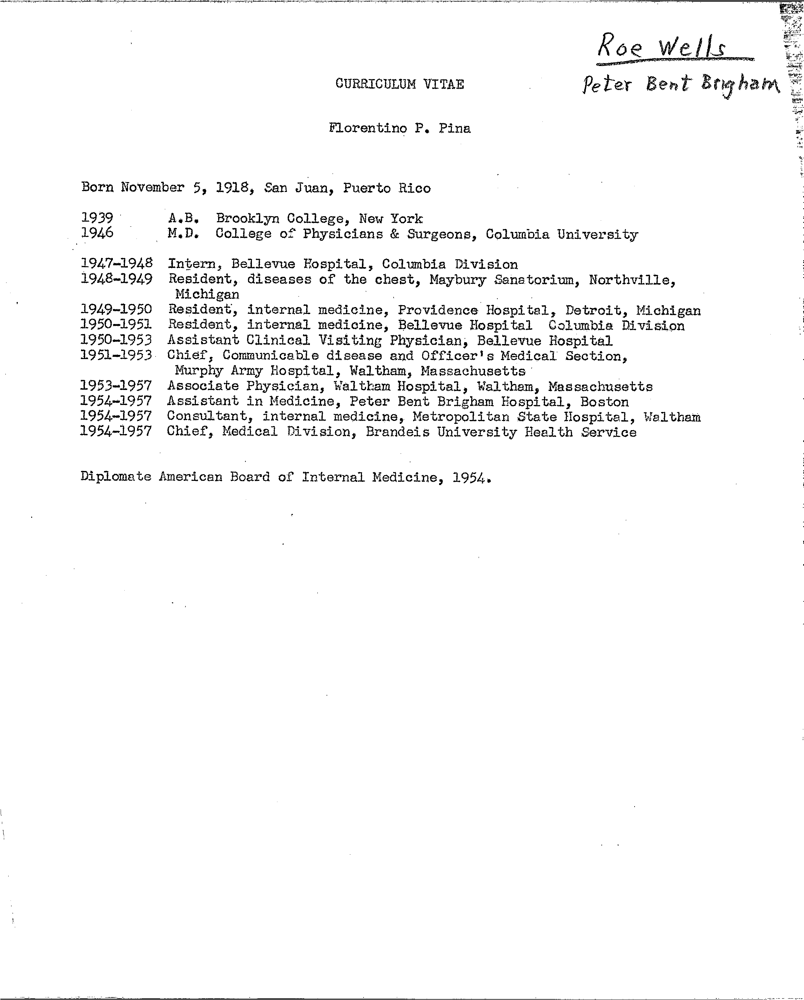 Roe Wells
Peter Bent Brigham
CURRICULUM VITAE
Florentino P. Pina
Born November 5, 1918, San Juan, Puerto Rico
1939 A.B. Brooklyn College, New York
1946 M.D. College of Physicians & Surgeons, Columbia University
1947-1948 Intern, Bellevue Hospital, Columbia Division
1948-1949 Resident, diseases of the chest, Maybury Sanatorium, Northville,
Michigan
1949-1950 Resident, internal medicine, Providence Hospital, Detroit, Michigan
1950-1951 Resident, internal medicine, Bellevue Hospital Columbia Division
1950-1953 Assistant Clinical Visiting Physician, Bellevue Hospital
1951-1953 Chief, Communicable disease and Officer's Medical Section,
Murphy Army Hospital, Waltham, Massachusetts
1953-1957 Associate Physician, Waltham Hospital, Waltham, Massachusetts
1954-1957 Assistant in Medicine, Peter Bent Brigham Hospital, Boston
1954-1957 Consultant, internal medicine, Metropolitan State Hospital, Waltham
1954-1957 Chief, Medical Division, Brandeis University Health Service
Diplomate American Board of Internal Medicine, 1954.